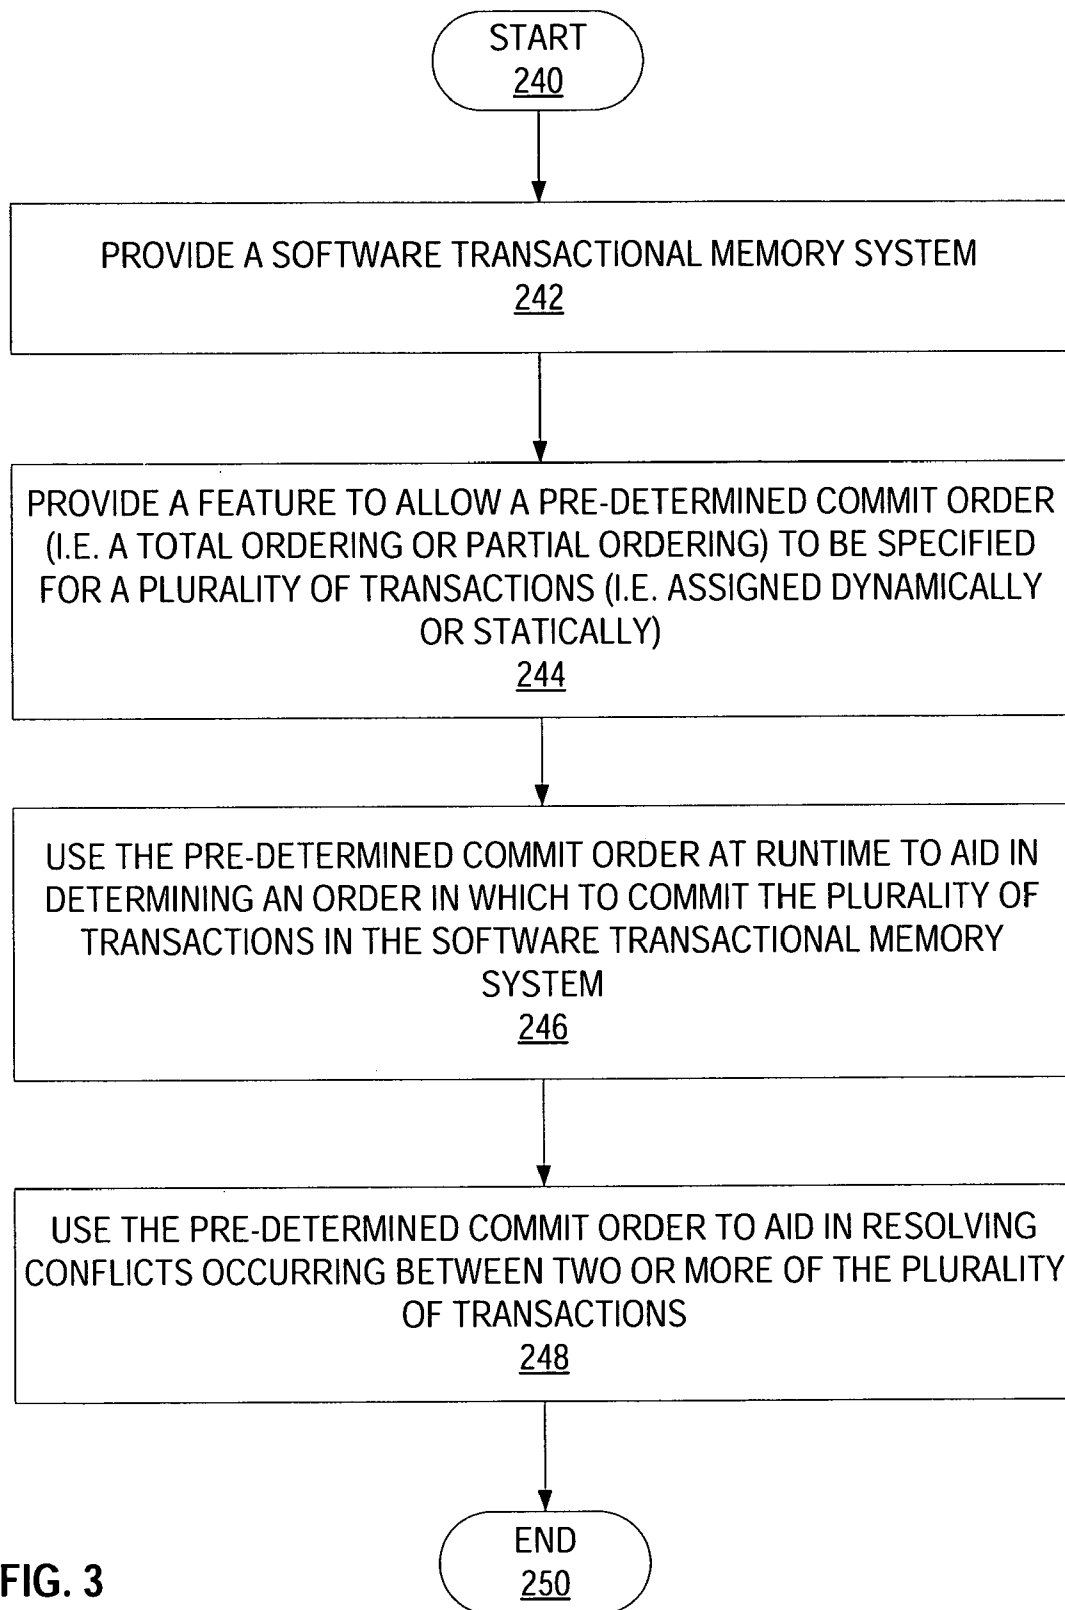 START
240
PROVIDE A SOFTWARE TRANSACTIONAL MEMORY SYSTEM
242
PROVIDE A FEATURE TO ALLOW A PRE-DETERMINED COMMIT ORDER
(I.E. A TOTAL ORDERING OR PARTIAL ORDERING) TO BE SPECIFIED
FOR A PLURALITY OF TRANSACTIONS (I.E. ASSIGNED DYNAMICALLY
OR STATICALLY)
244
USE THE PRE-DETERMINED COMMIT ORDER AT RUNTIME TO AID IN
DETERMINING AN ORDER IN WHICH TO COMMIT THE PLURALITY OF
TRANSACTIONS IN THE SOFTWARE TRANSACTIONAL MEMORY
SYSTEM
246
USE THE PRE-DETERMINED COMMIT ORDER TO AID IN RESOLVING
CONFLICTS OCCURRING BETWEEN TWO OR MORE OF THE PLURALITY
OF TRANSACTIONS
248
END
250
FIG. 3